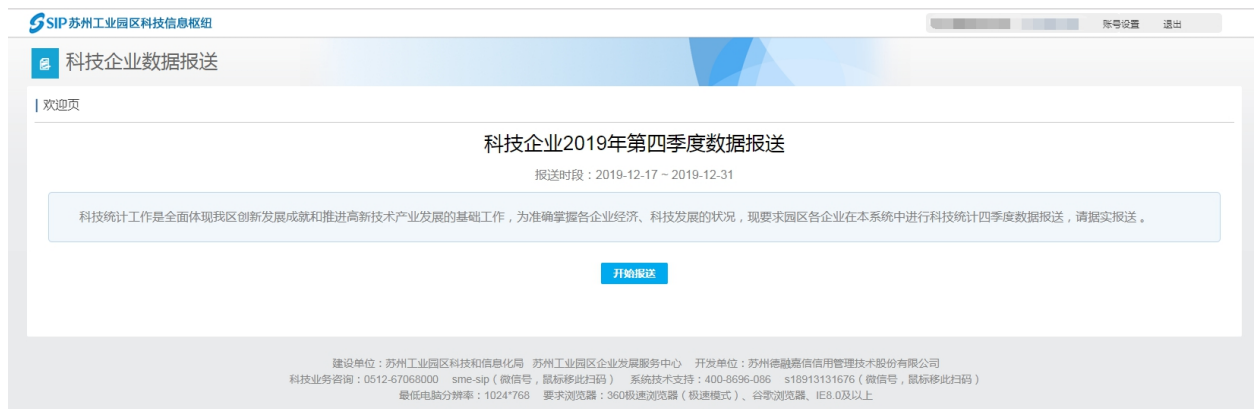 SIP 苏州工业园区科技信息枢纽
账号设置 退出
科技企业数据报送
欢迎页
科技企业2019年第四季度数据报送
报送时段：2019-12-17 ~ 2019-12-31
科技统计工作是全面体现我区创新发展成就和推进高新技术产业发展的基础工作，为准确掌握各企业经济、科技发展的状况，现要求园区各企业在本系统中进行科技统计四季度数据报送，请据实报送 。
开始报送
建设单位：苏州工业园区科技和信息化局 苏州工业园区企业发展服务中心 开发单位：苏州德融嘉信信用管理技术股份有限公司
科技业务咨询：0512-67068000 sme-sip（微信号，鼠标移此扫码） 系统技术支持：400-8696-086 s18913131676（微信号，鼠标移此扫码）
最低电脑分辨率：1024*768 要求浏览器：360极速浏览器（极速模式）、谷歌浏览器、IE8.0及以上